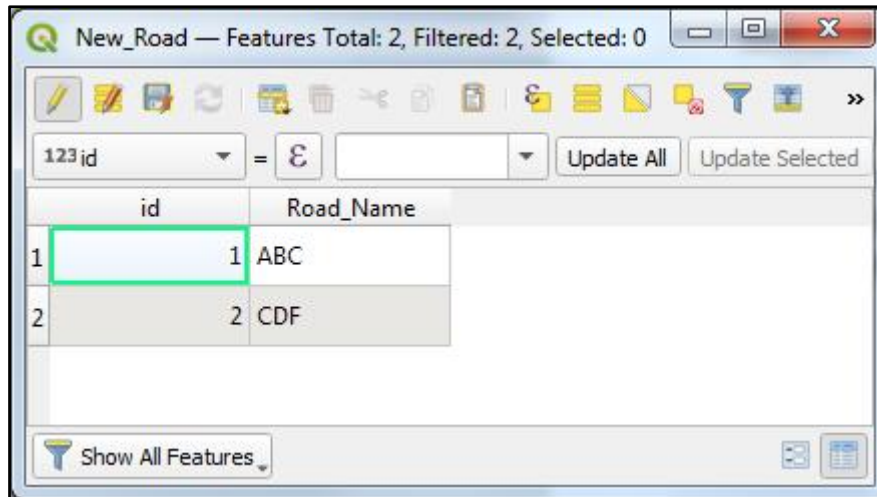 New_Road — Features Total: 2, Filtered: 2, Selected: 0
123 id = ε Update All Update Selected
id Road_Name
1 1 ABC
2 2 CDF
Show All Features